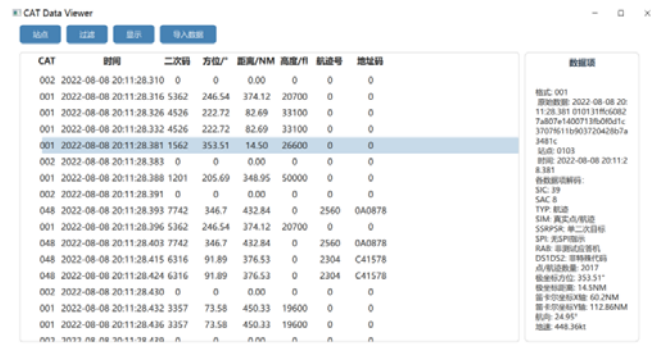 CAT Data Viewer
站点 过滤 显示 导入数据
CAT 时间 二次码 方位/° 距离/NM 高度/fl 航迹号 地址码
002 2022-08-08 20:11:28.310 0 0 0.00 0 0 0
001 2022-08-08 20:11:28.316 5362 246.54 374.12 20700 0 0
001 2022-08-08 20:11:28.326 4526 222.72 82.69 33100 0 0
001 2022-08-08 20:11:28.332 4526 222.72 82.69 33100 0 0
001 2022-08-08 20:11:28.381 1562 353.51 14.50 26600 0 0
002 2022-08-08 20:11:28.383 0 0 0.00 0 0 0
001 2022-08-08 20:11:28.388 1201 205.69 348.95 50000 0 0
002 2022-08-08 20:11:28.391 0 0 0.00 0 0 0
048 2022-08-08 20:11:28.393 7742 346.7 432.84 0 2560 0A0878
001 2022-08-08 20:11:28.396 5362 246.54 374.12 20700 0 0
048 2022-08-08 20:11:28.403 7742 346.7 432.84 0 2560 0A0878
048 2022-08-08 20:11:28.415 6316 91.89 376.53 0 2304 C41578
048 2022-08-08 20:11:28.424 6316 91.89 376.53 0 2304 C41578
002 2022-08-08 20:11:28.430 0 0 0.00 0 0 0
001 2022-08-08 20:11:28.432 3357 73.58 450.33 19600 0 0
001 2022-08-08 20:11:28.436 3357 73.58 450.33 19600 0 0
002 2022-08-08 20:11:28.439 0 0 0.00 0 0 0
数据项
格式: 001
原始数据: 2022-08-08 20:
11:28.381 010131ffc6082
7a807e1400713fb0f0d1c
3707f611b903720428b7a
3481c
站点: 0103
时间: 2022-08-08 20:11:2
8.381
各数据项解码:
SIC: 39
SAC 8
TYP: 航迹
SIM: 真实点/航迹
SSRPSR: 单二次目标
SPI: 无SPI指示
RAB: 非测试应答机
DS1DS2: 非特殊代码
点/航迹数量: 2017
极坐标方位: 353.51°
极坐标距离: 14.5NM
笛卡尔坐标X轴: 60.2NM
笛卡尔坐标Y轴: 112.86NM
航向: 24.95°
地速: 448.36kt